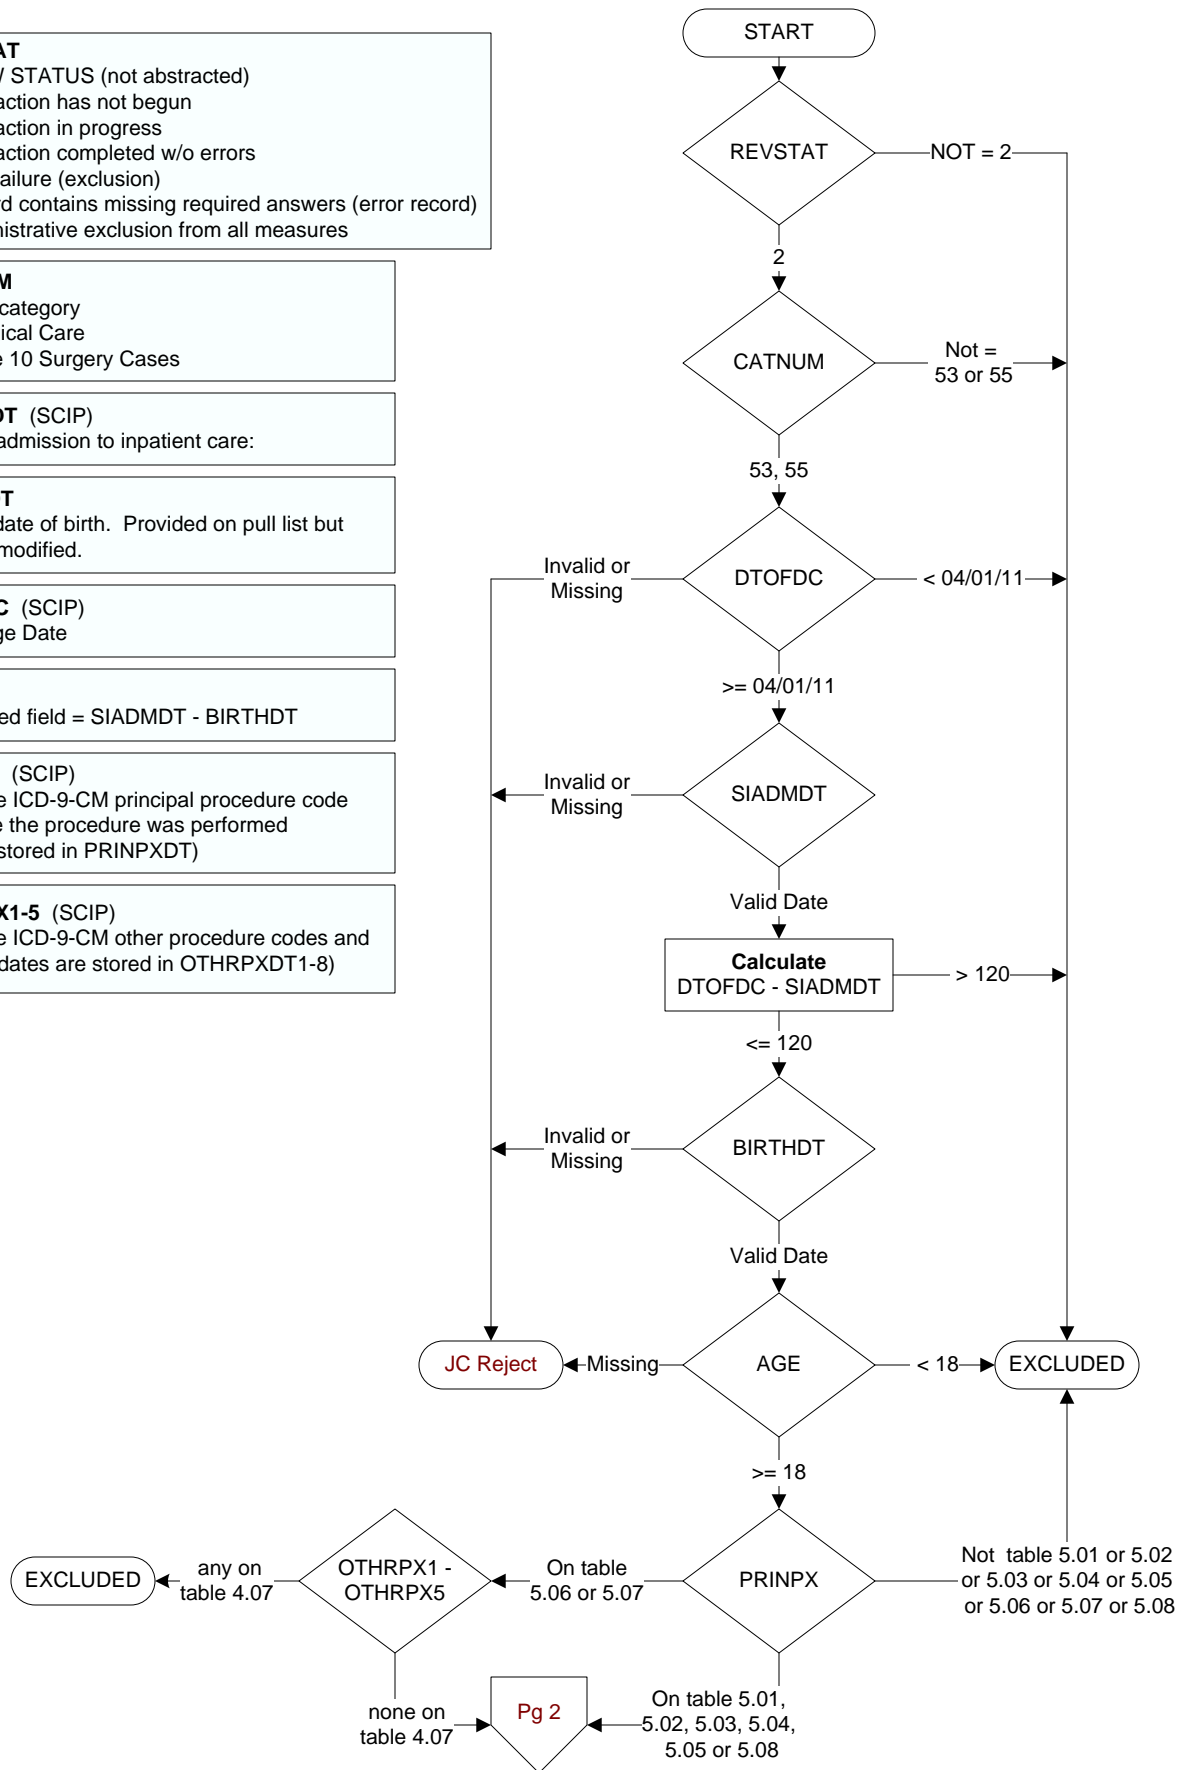 START
AT
/ STATUS (not abstracted)
action has not begun
action in progress
action completed w/o errors
ailure (exclusion)
rd contains missing required answers (error record)
nistrative exclusion from all measures
REVSTAT
NOT = 2
2
M
category
ical Care
e 10 Surgery Cases
CATNUM
Not =
53 or 55
53, 55
DT (SCIP)
admission to inpatient care:
DT
date of birth. Provided on pull list but
modified.
Invalid or
Missing
DTOFDC
< 04/01/11
>= 04/01/11
C (SCIP)
ge Date
ed field = SIADMDT - BIRTHDT
(SCIP)
e ICD-9-CM principal procedure code
e the procedure was performed
stored in PRINPXDT)
Invalid or
Missing
SIADMDT
Valid Date
X1-5 (SCIP)
e ICD-9-CM other procedure codes and
dates are stored in OTHRPXDT1-8)
Calculate
DTOFDC - SIADMDT
> 120
<= 120
Invalid or
Missing
BIRTHDT
Valid Date
JC Reject
Missing
AGE
< 18
EXCLUDED
>= 18
EXCLUDED
any on
table 4.07
OTHRPX1 -
OTHRPX5
On table
5.06 or 5.07
PRINPX
Not table 5.01 or 5.02
or 5.03 or 5.04 or 5.05
or 5.06 or 5.07 or 5.08
none on
table 4.07
Pg 2
On table 5.01,
5.02, 5.03, 5.04,
5.05 or 5.08